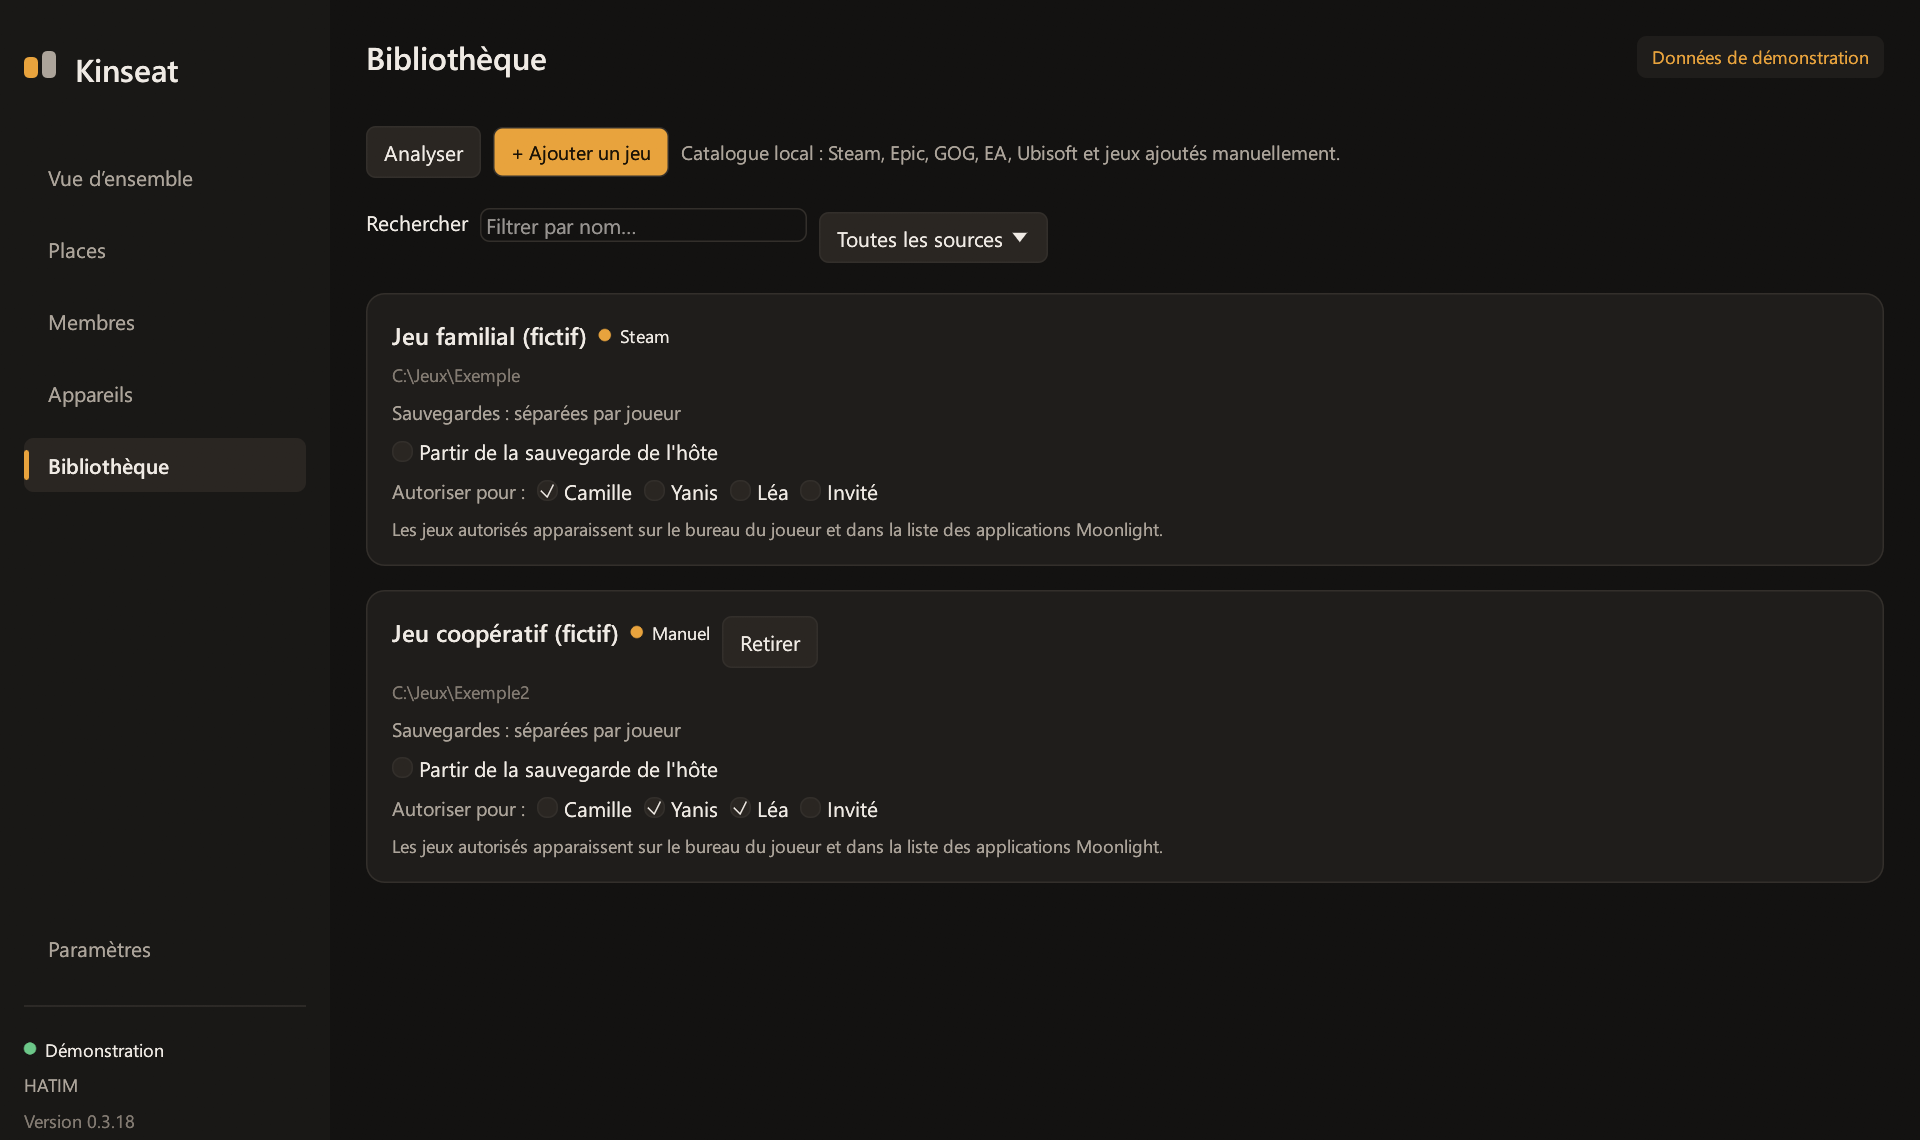 Kinseat
Vue d’ensemble
Places
Membres
Appareils
Bibliothèque
Paramètres
Démonstration
HATIM
Version 0.3.18
Bibliothèque
Données de démonstration
Analyser
+ Ajouter un jeu
Catalogue local : Steam, Epic, GOG, EA, Ubisoft et jeux ajoutés manuellement.
Rechercher
Filtrer par nom...
Toutes les sources
Jeu familial (fictif) Steam
C:\Jeux\Exemple
Sauvegardes : séparées par joueur
Partir de la sauvegarde de l'hôte
Autoriser pour : Camille Yanis Léa Invité
Les jeux autorisés apparaissent sur le bureau du joueur et dans la liste des applications Moonlight.
Jeu coopératif (fictif) Manuel Retirer
C:\Jeux\Exemple2
Sauvegardes : séparées par joueur
Partir de la sauvegarde de l'hôte
Autoriser pour : Camille Yanis Léa Invité
Les jeux autorisés apparaissent sur le bureau du joueur et dans la liste des applications Moonlight.